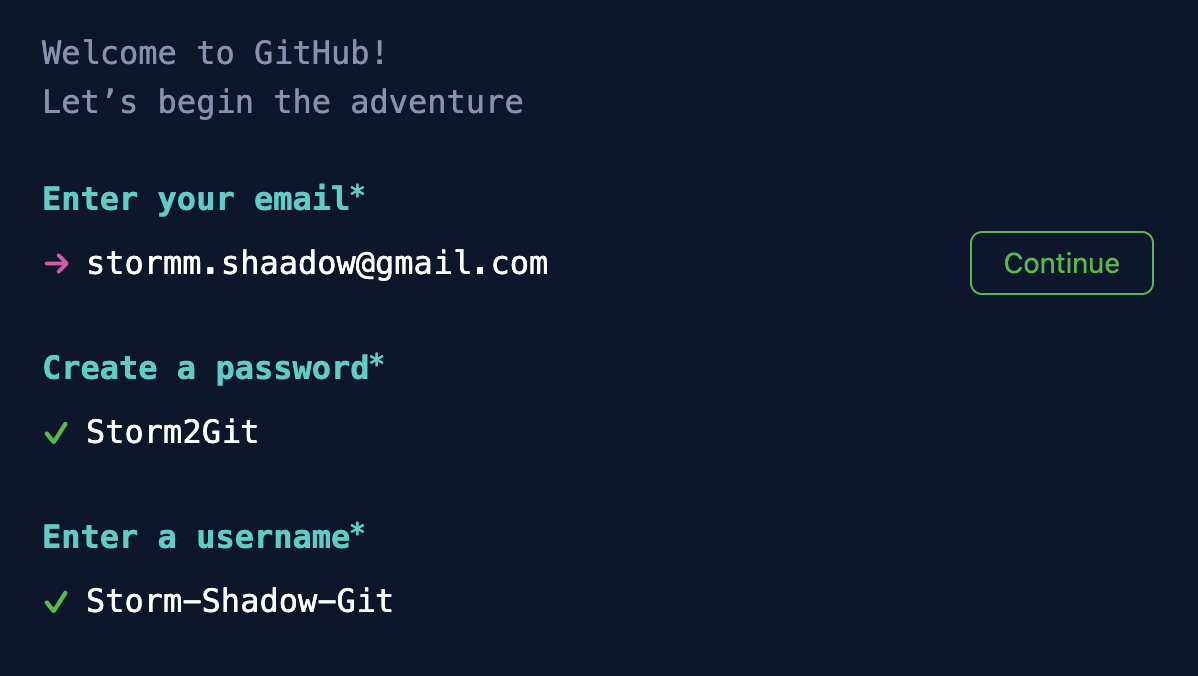 Welcome to GitHub!
Let’s begin the adventure
Enter your email*
→ stormm.shaadow@gmail.com
Continue
Create a password*
✓ Storm2Git
Enter a username*
✓ Storm-Shadow-Git